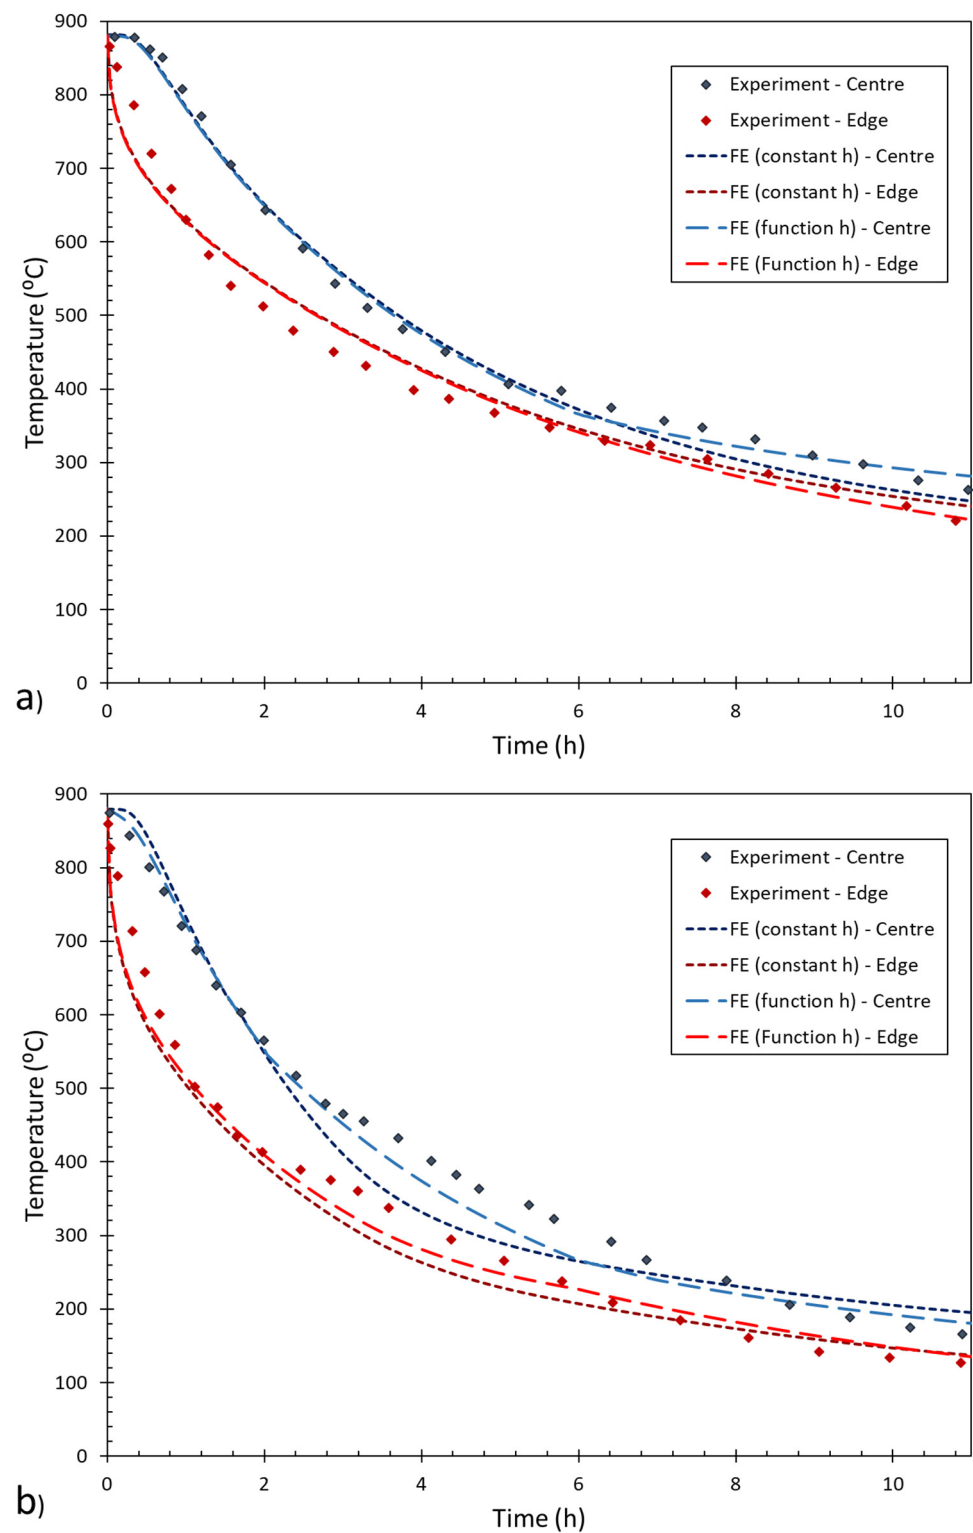 900
800
700
600
500
400
300
200
100
0
Temperature (⁰C)
Experiment - Centre
Experiment - Edge
FE (constant h) - Centre
FE (constant h) - Edge
FE (function h) - Centre
FE (Function h) - Edge
0 2 4 6 8 10
Time (h)
a)
900
800
700
600
500
400
300
200
100
0
Temperature (⁰C)
Experiment - Centre
Experiment - Edge
FE (constant h) - Centre
FE (constant h) - Edge
FE (function h) - Centre
FE (Function h) - Edge
0 2 4 6 8 10
Time (h)
b)